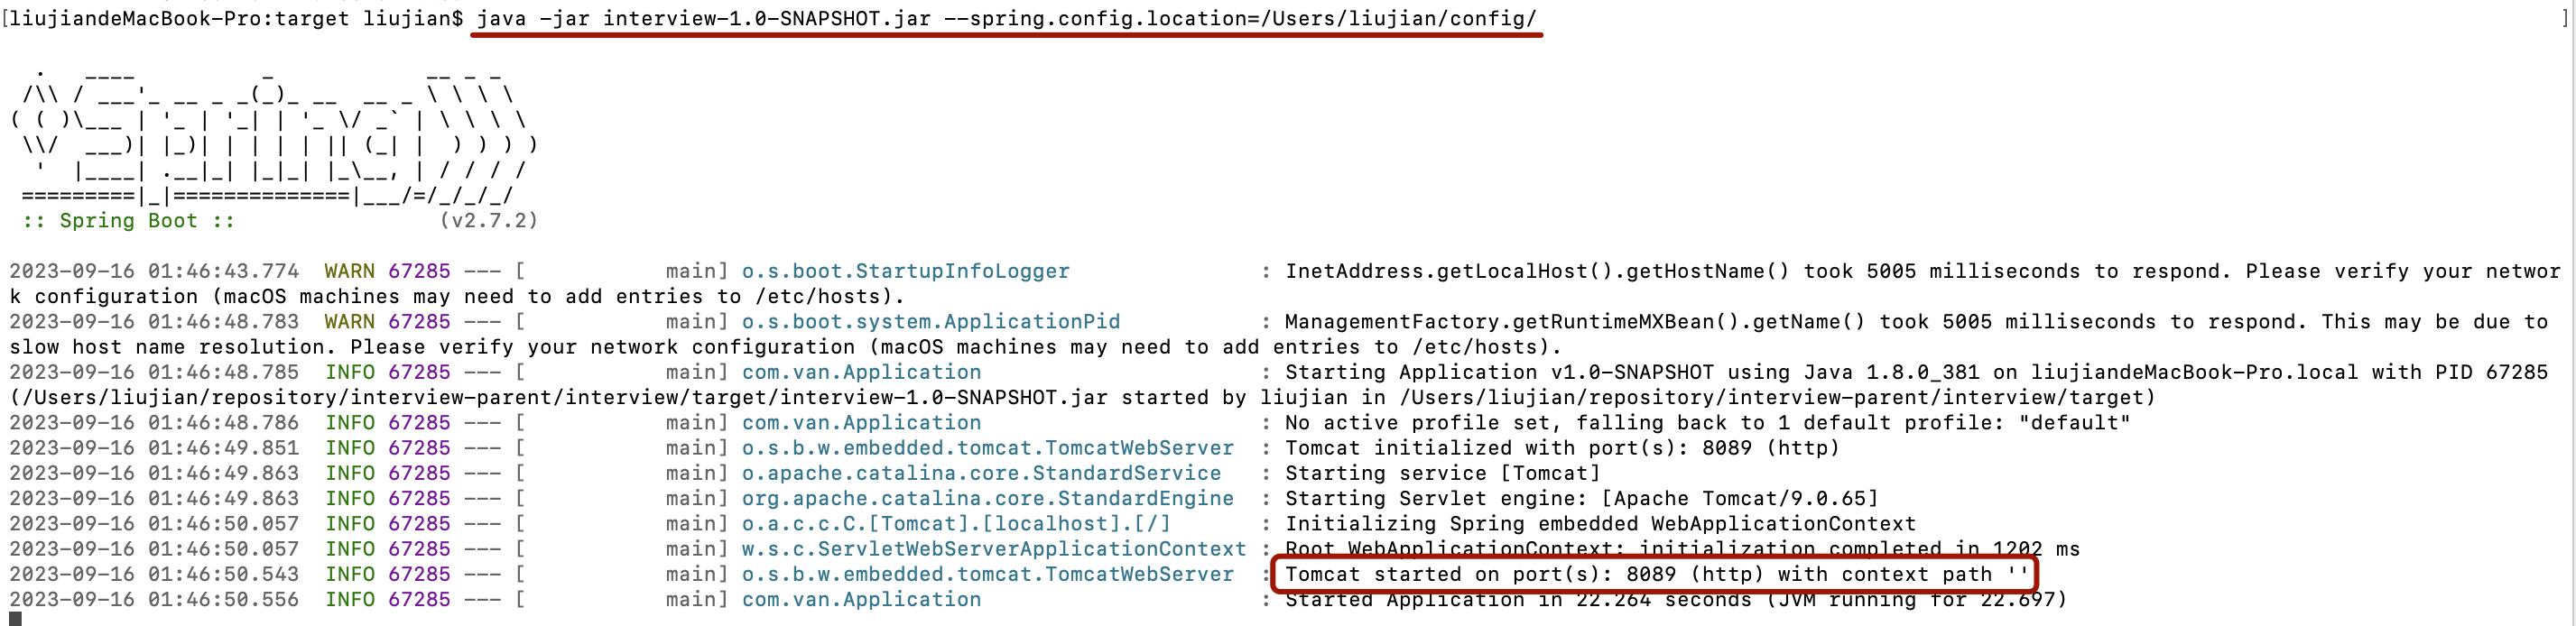 [liujiandeMacBook-Pro:target liujian$ java -jar interview-1.0-SNAPSHOT.jar --spring.config.location=/Users/liujian/config/ ]
  .   ____          _            __ _ _
 /\\ / ___'_ __ _ _(_)_ __  __ _ \ \ \ \
( ( )\___ | '_ | '_| | '_ \/ _` | \ \ \ \
 \\/  ___)| |_)| | | | | || (_| |  ) ) ) )
  '  |____| .__|_| |_|_| |_\__, | / / / /
 =========|_|==============|___/=/_/_/_/
 :: Spring Boot ::                (v2.7.2)
2023-09-16 01:46:43.774  WARN 67285 --- [           main] o.s.boot.StartupInfoLogger               : InetAddress.getLocalHost().getHostName() took 5005 milliseconds to respond. Please verify your networ
k configuration (macOS machines may need to add entries to /etc/hosts).
2023-09-16 01:46:48.783  WARN 67285 --- [           main] o.s.boot.system.ApplicationPid           : ManagementFactory.getRuntimeMXBean().getName() took 5005 milliseconds to respond. This may be due to
slow host name resolution. Please verify your network configuration (macOS machines may need to add entries to /etc/hosts).
2023-09-16 01:46:48.785  INFO 67285 --- [           main] com.van.Application                      : Starting Application v1.0-SNAPSHOT using Java 1.8.0_381 on liujiandeMacBook-Pro.local with PID 67285
(/Users/liujian/repository/interview-parent/interview/target/interview-1.0-SNAPSHOT.jar started by liujian in /Users/liujian/repository/interview-parent/interview/target)
2023-09-16 01:46:48.786  INFO 67285 --- [           main] com.van.Application                      : No active profile set, falling back to 1 default profile: "default"
2023-09-16 01:46:49.851  INFO 67285 --- [           main] o.s.b.w.embedded.tomcat.TomcatWebServer  : Tomcat initialized with port(s): 8089 (http)
2023-09-16 01:46:49.863  INFO 67285 --- [           main] o.apache.catalina.core.StandardService   : Starting service [Tomcat]
2023-09-16 01:46:49.863  INFO 67285 --- [           main] org.apache.catalina.core.StandardEngine  : Starting Servlet engine: [Apache Tomcat/9.0.65]
2023-09-16 01:46:50.057  INFO 67285 --- [           main] o.a.c.c.C.[Tomcat].[localhost].[/]       : Initializing Spring embedded WebApplicationContext
2023-09-16 01:46:50.057  INFO 67285 --- [           main] w.s.c.ServletWebServerApplicationContext : Root WebApplicationContext: initialization completed in 1202 ms
2023-09-16 01:46:50.543  INFO 67285 --- [           main] o.s.b.w.embedded.tomcat.TomcatWebServer  : Tomcat started on port(s): 8089 (http) with context path ''
2023-09-16 01:46:50.556  INFO 67285 --- [           main] com.van.Application                      : Started Application in 22.264 seconds (JVM running for 22.697)